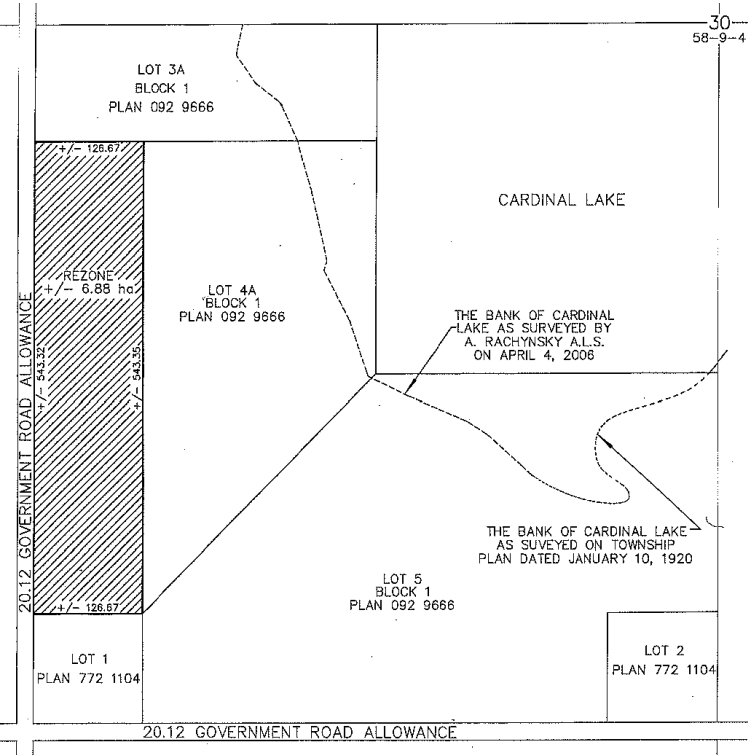 30
58-9-4
LOT 3A
BLOCK 1
PLAN 092 9666
+/- 126.67
CARDINAL LAKE
REZONE
+/- 6.88 ha
LOT 4A
BLOCK 1
PLAN 092 9666
THE BANK OF CARDINAL
LAKE AS SURVEYED BY
A. RACHYNSKY A.L.S.
ON APRIL 4, 2006
20.12 GOVERNMENT ROAD ALLOWANCE
+/- 543.32
+/- 543.35
THE BANK OF CARDINAL LAKE
AS SUVEYED ON TOWNSHIP
PLAN DATED JANUARY 10, 1920
LOT 5
BLOCK 1
PLAN 092 9666
+/- 126.67
LOT 1
PLAN 772 1104
LOT 2
PLAN 772 1104
20.12 GOVERNMENT ROAD ALLOWANCE